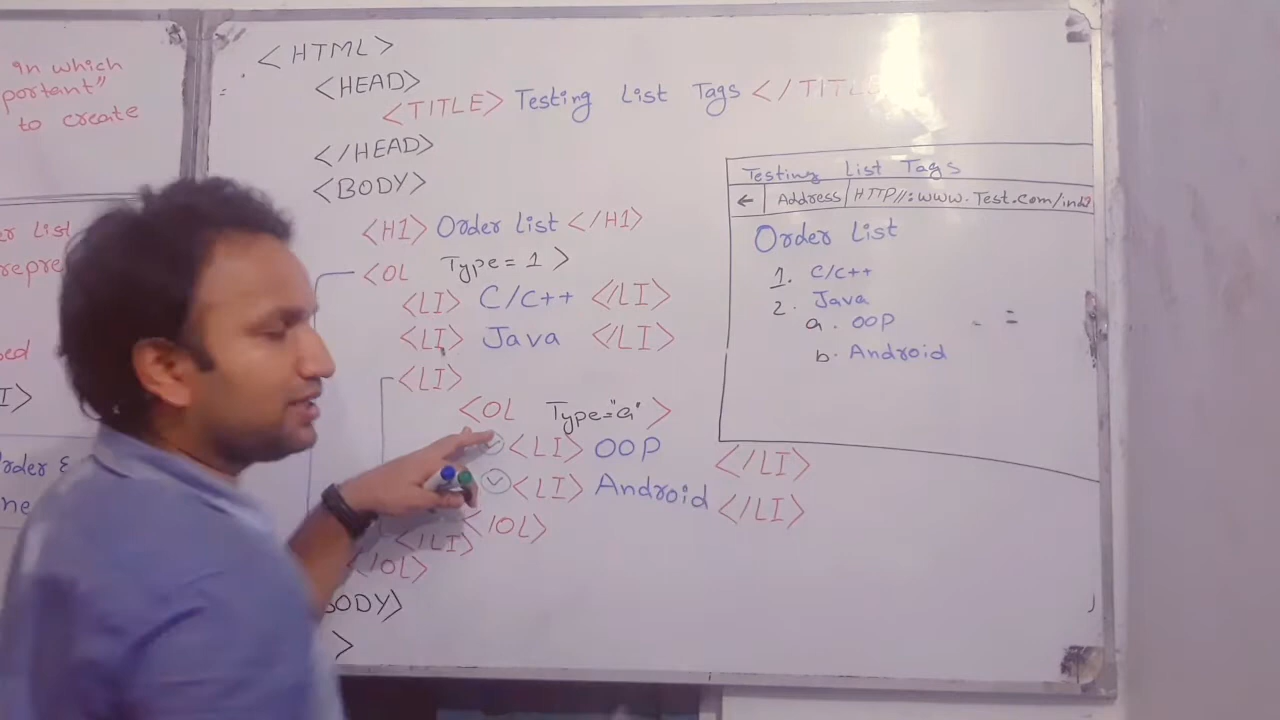 in which
portant"
to create
er List
repre
sed
I>
Order &
ne
<HTML>
<HEAD>
<TITLE> Testing List Tags </TITLE
</HEAD>
<BODY>
<H1> Order List </H1>
<OL Type= 1 >
<LI> C/C++ </LI>
<LI> Java </LI>
<LI>
<OL Type="a" >
<LI> OOP </LI>
<LI> Android </LI>
</OL>
</LI>
</OL>
BODY>
>
Testing List Tags
← Address HTTP//:www.Test.com/ind
Order List
1. C/C++
2. Java
a. OOP
b. Android